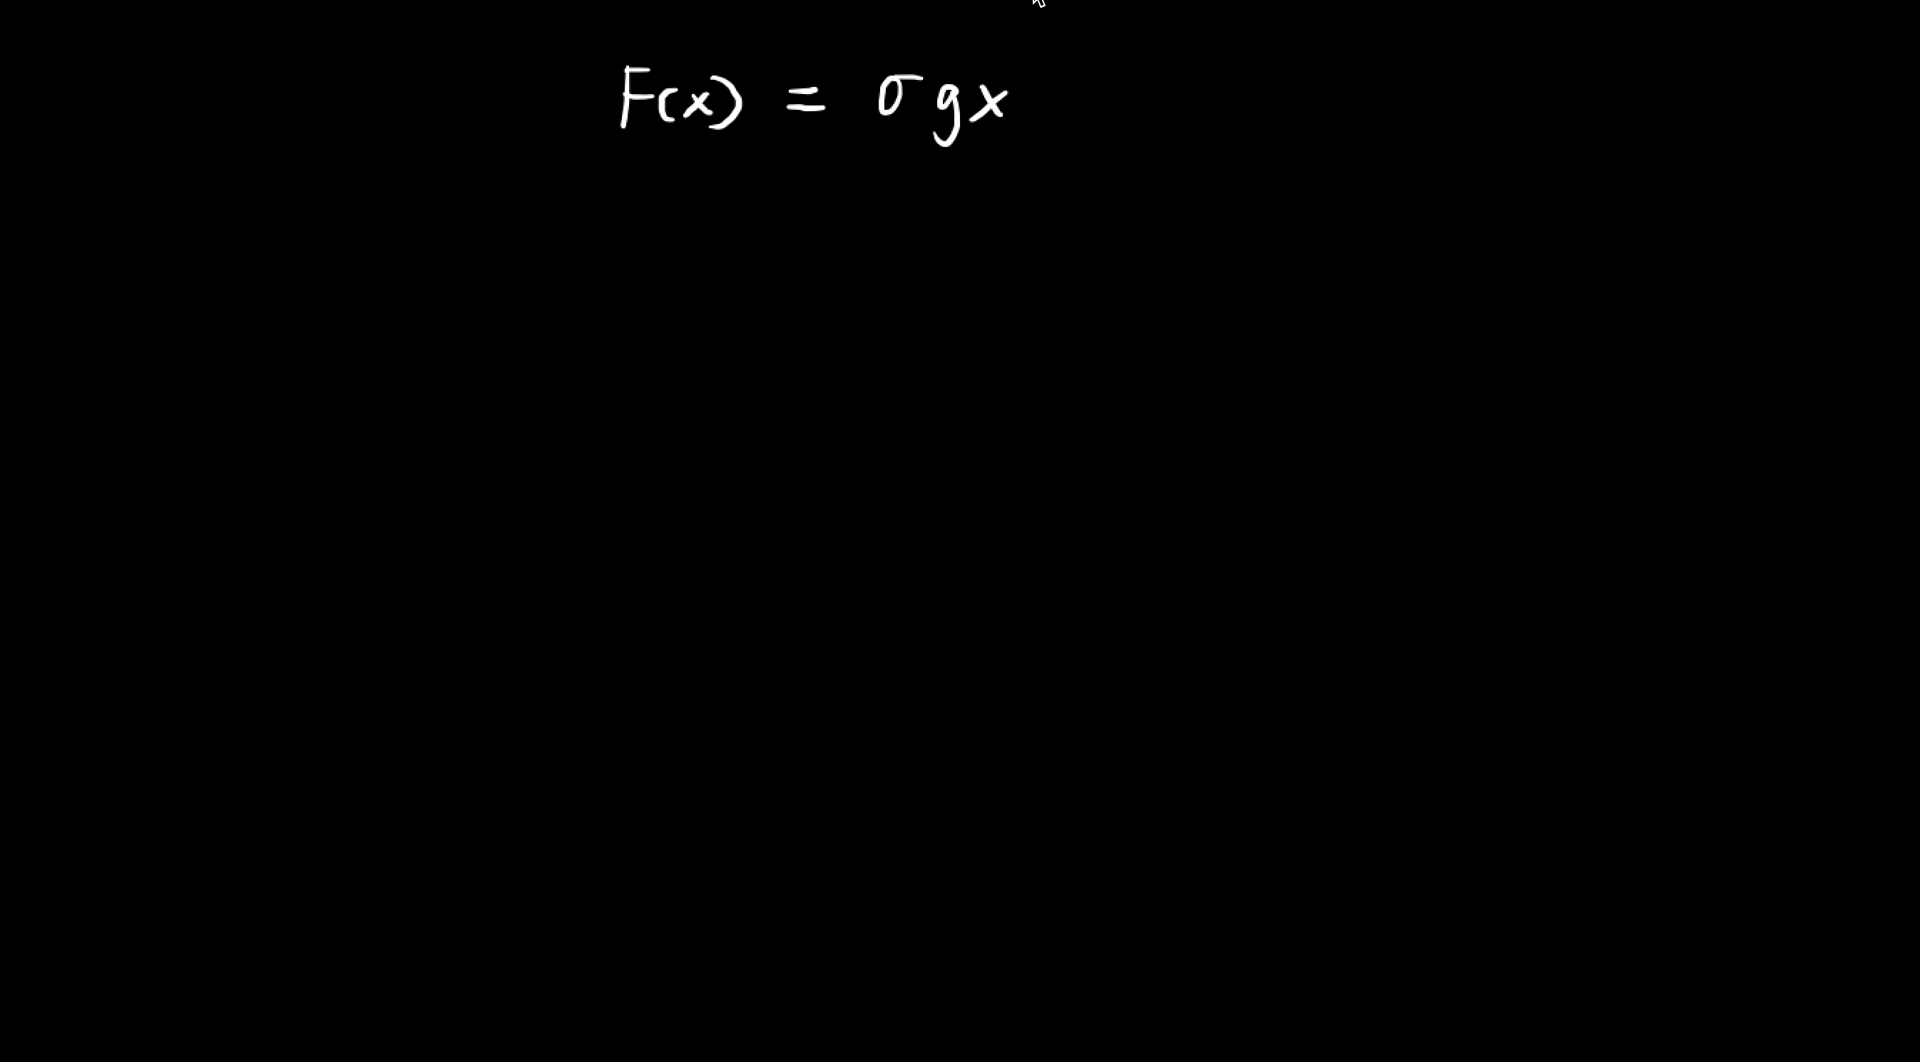 F(x) = σgx